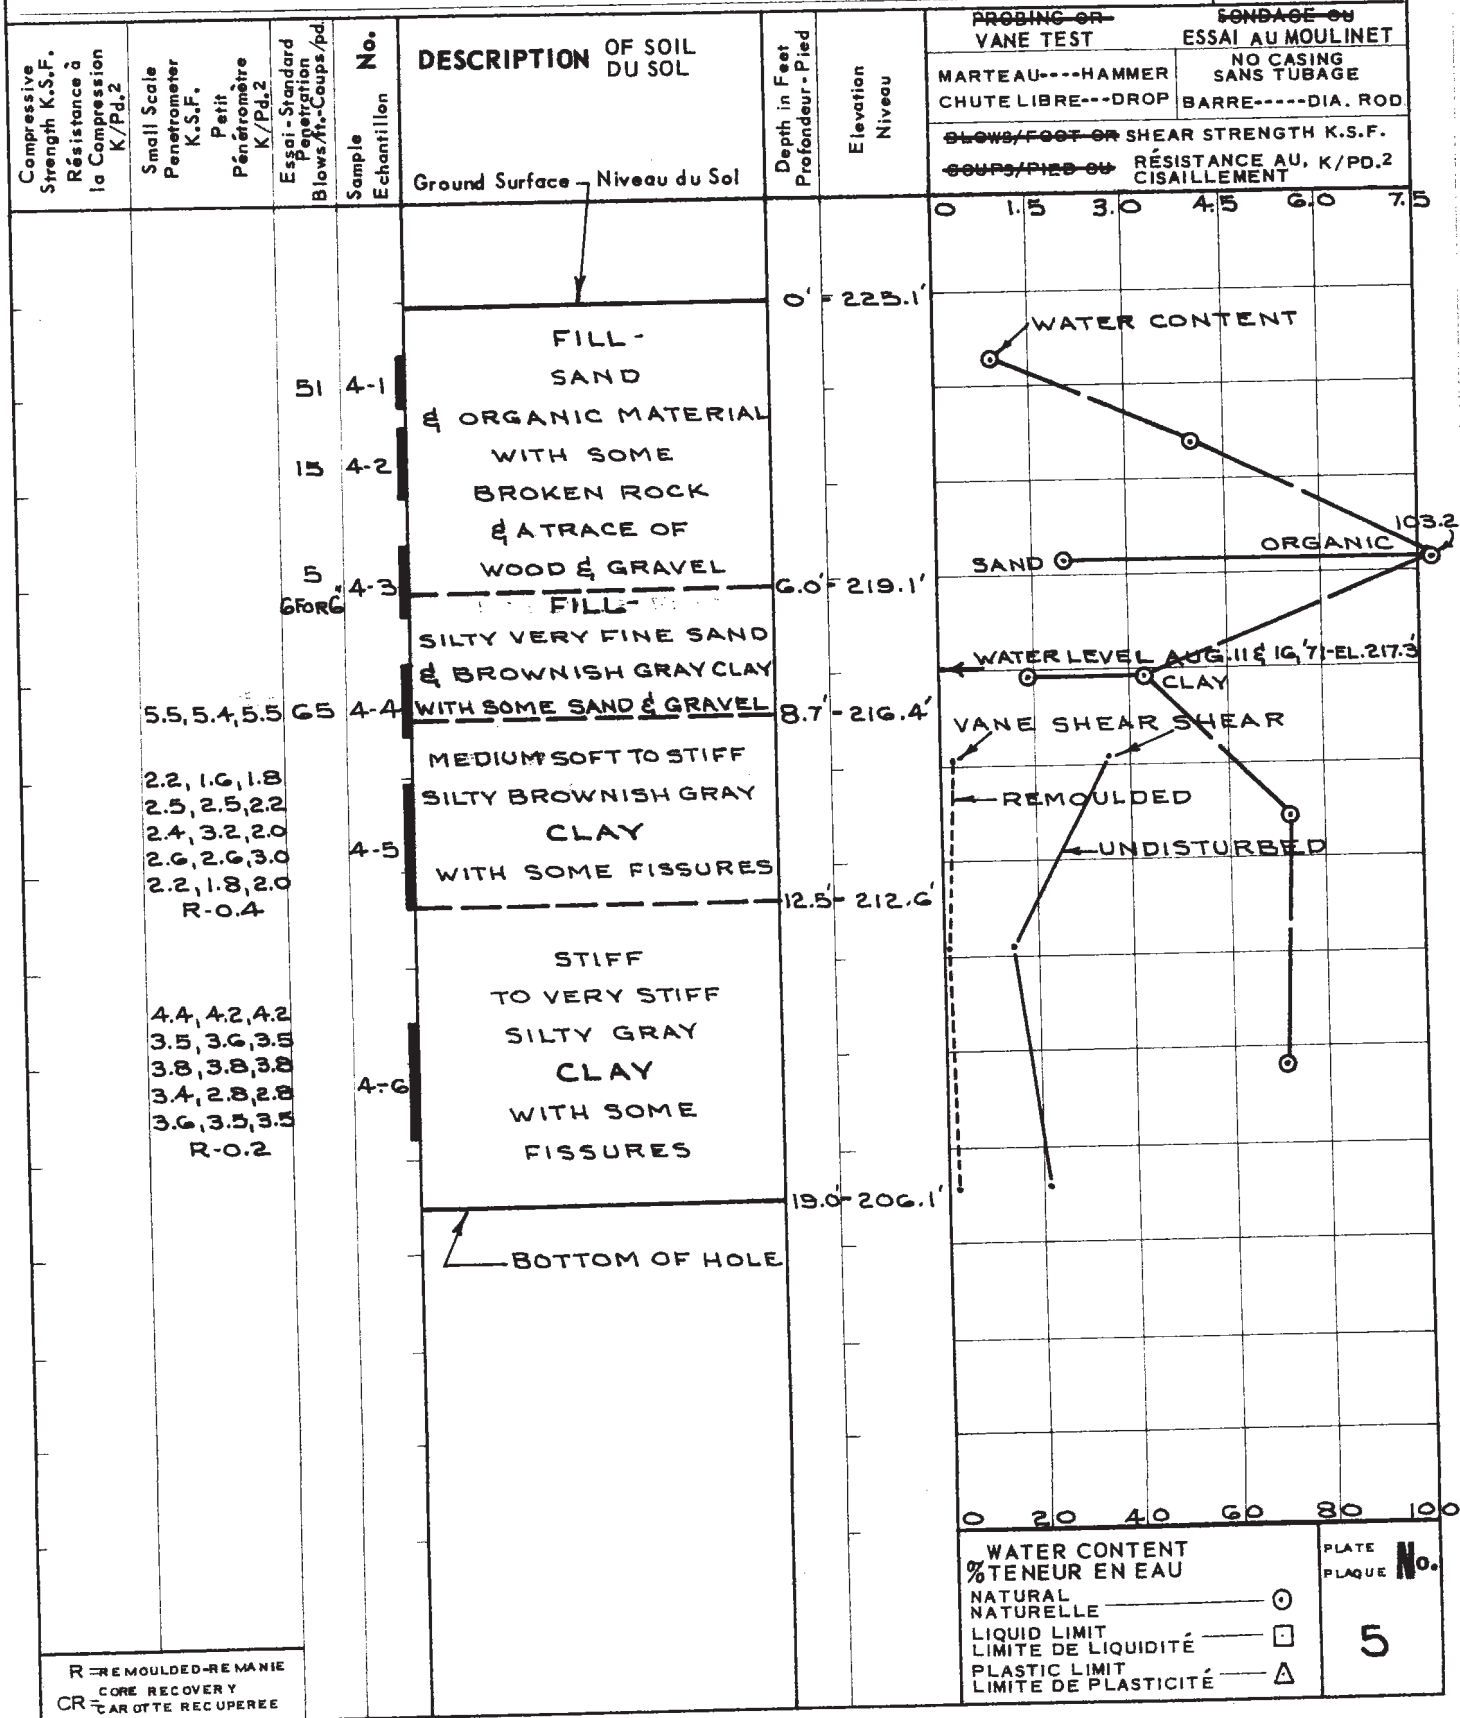 Compressive
Strength K.S.F.
Résistance à
la Compression
K/Pd.2
Small Scale
Penetrometer
K.S.F.
Petit
Pénétromètre
K/Pd.2
Essai-Standard
Penetration
Blows/ft.-Coups/pd.
Sample No.
Echantillon
DESCRIPTION OF SOIL
DU SOL
Ground Surface - Niveau du Sol
Depth in Feet
Profondeur-Pied
Elevation
Niveau
PROBING OR
VANE TEST
SONDAGE OU
ESSAI AU MOULINET
MARTEAU----HAMMER
CHUTE LIBRE---DROP
NO CASING
SANS TUBAGE
BARRE-----DIA. ROD
BLOWS/FOOT OR SHEAR STRENGTH K.S.F.
COUPS/PIED OU RÉSISTANCE AU, K/PD.2
CISAILLEMENT
0 1.5 3.0 4.5 6.0 7.5
0' - 225.1'
WATER CONTENT
FILL-
SAND
& ORGANIC MATERIAL
WITH SOME
BROKEN ROCK
& A TRACE OF
WOOD & GRAVEL
51 4-1
15 4-2
5 4-3
6FOR6"
103.2
ORGANIC
SAND
6.0' - 219.1'
FILL-
SILTY VERY FINE SAND
& BROWNISH GRAY CLAY
WITH SOME SAND & GRAVEL
WATER LEVEL AUG. 11 & 16, '71-EL. 217.3'
CLAY
5.5, 5.4, 5.5 65 4-4
8.7' - 216.4'
VANE SHEAR SHEAR
MEDIUM SOFT TO STIFF
SILTY BROWNISH GRAY
CLAY
WITH SOME FISSURES
2.2, 1.6, 1.8
2.5, 2.5, 2.2
2.4, 3.2, 2.0
2.6, 2.6, 3.0
2.2, 1.8, 2.0
R-0.4
4-5
REMOULDED
UNDISTURBED
12.5' - 212.6'
STIFF
TO VERY STIFF
SILTY GRAY
CLAY
WITH SOME
FISSURES
4.4, 4.2, 4.2
3.5, 3.6, 3.5
3.8, 3.8, 3.8
3.4, 2.8, 2.8
3.6, 3.5, 3.5
R-0.2
4-6
19.0' - 206.1'
BOTTOM OF HOLE
0 20 40 60 80 100
WATER CONTENT
% TENEUR EN EAU
NATURAL
NATURELLE
LIQUID LIMIT
LIMITE DE LIQUIDITÉ
PLASTIC LIMIT
LIMITE DE PLASTICITÉ
PLATE
PLAQUE No.
5
R = REMOULDED-REMANIE
CR = CORE RECOVERY
CAROTTE RECUPEREE